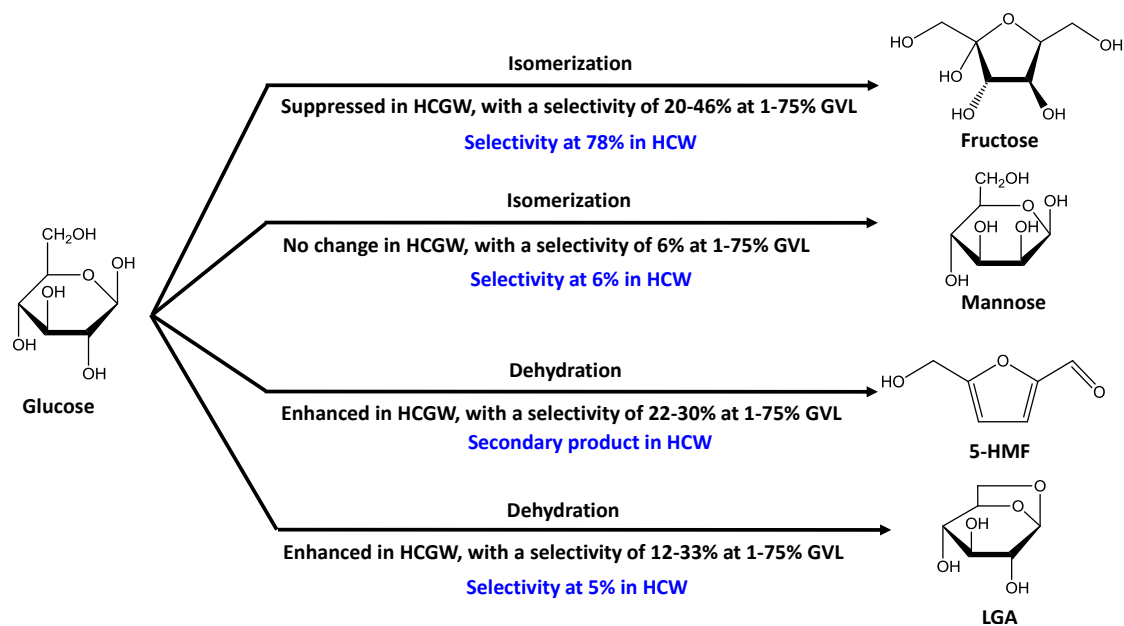 Isomerization
Suppressed in HCGW, with a selectivity of 20-46% at 1-75% GVL
Selectivity at 78% in HCW
O
HO
OH
HO
HO
OH
Fructose
Isomerization
No change in HCGW, with a selectivity of 6% at 1-75% GVL
Selectivity at 6% in HCW
CH2OH
O
OH
OH
OH
OH
Mannose
CH2OH
O
OH
OH
OH
OH
Glucose
Dehydration
Enhanced in HCGW, with a selectivity of 22-30% at 1-75% GVL
Secondary product in HCW
O
HO
O
5-HMF
Dehydration
Enhanced in HCGW, with a selectivity of 12-33% at 1-75% GVL
Selectivity at 5% in HCW
O
O
OH
OH
OH
LGA